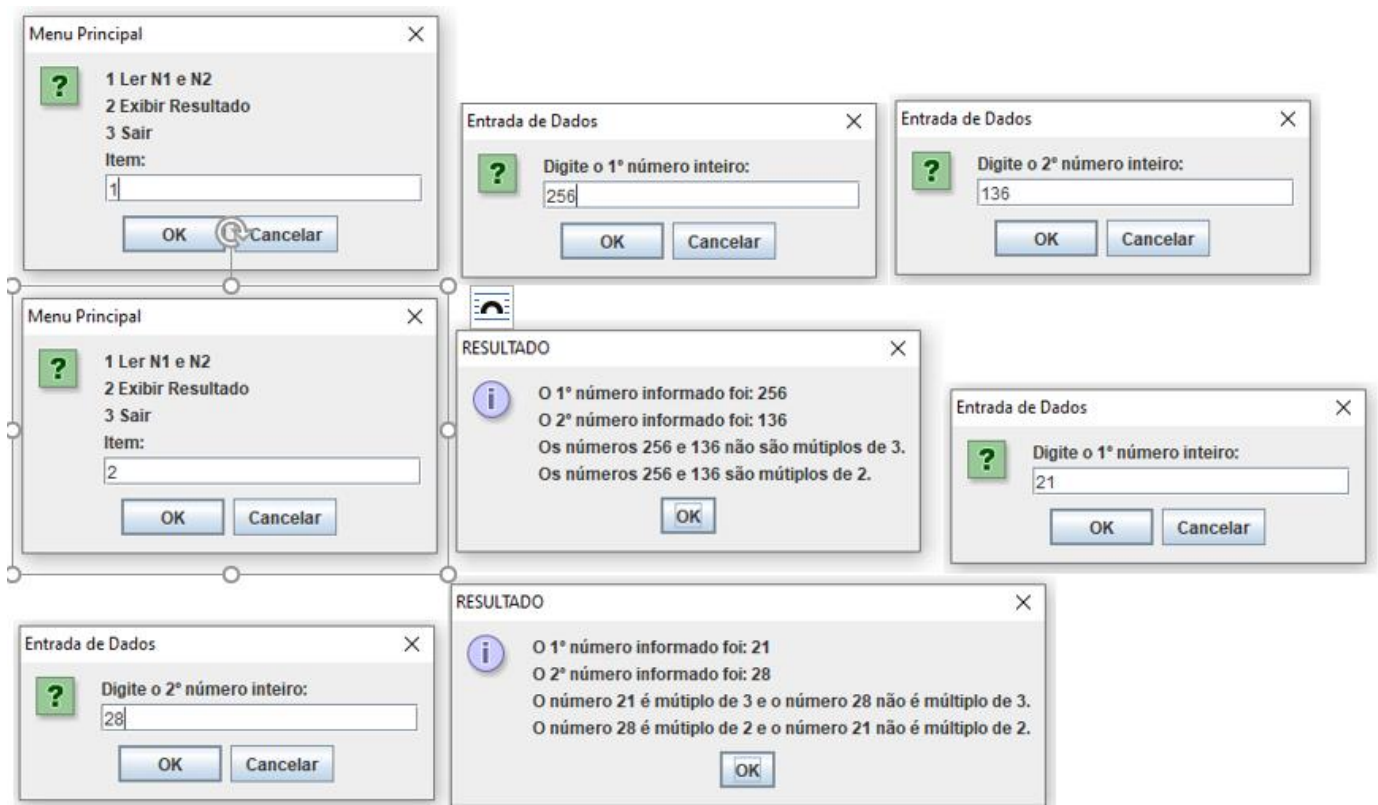 Menu Principal
1 Ler N1 e N2
2 Exibir Resultado
3 Sair
Item:
1
OK
Cancelar
Entrada de Dados
Digite o 1º número inteiro:
256
OK
Cancelar
Entrada de Dados
Digite o 2º número inteiro:
136
OK
Cancelar
Menu Principal
1 Ler N1 e N2
2 Exibir Resultado
3 Sair
Item:
2
OK
Cancelar
RESULTADO
O 1º número informado foi: 256
O 2º número informado foi: 136
Os números 256 e 136 não são mútiplos de 3.
Os números 256 e 136 são mútiplos de 2.
OK
Entrada de Dados
Digite o 1º número inteiro:
21
OK
Cancelar
Entrada de Dados
Digite o 2º número inteiro:
28
OK
Cancelar
RESULTADO
O 1º número informado foi: 21
O 2º número informado foi: 28
O número 21 é mútiplo de 3 e o número 28 não é múltiplo de 3.
O número 28 é mútiplo de 2 e o número 21 não é múltiplo de 2.
OK